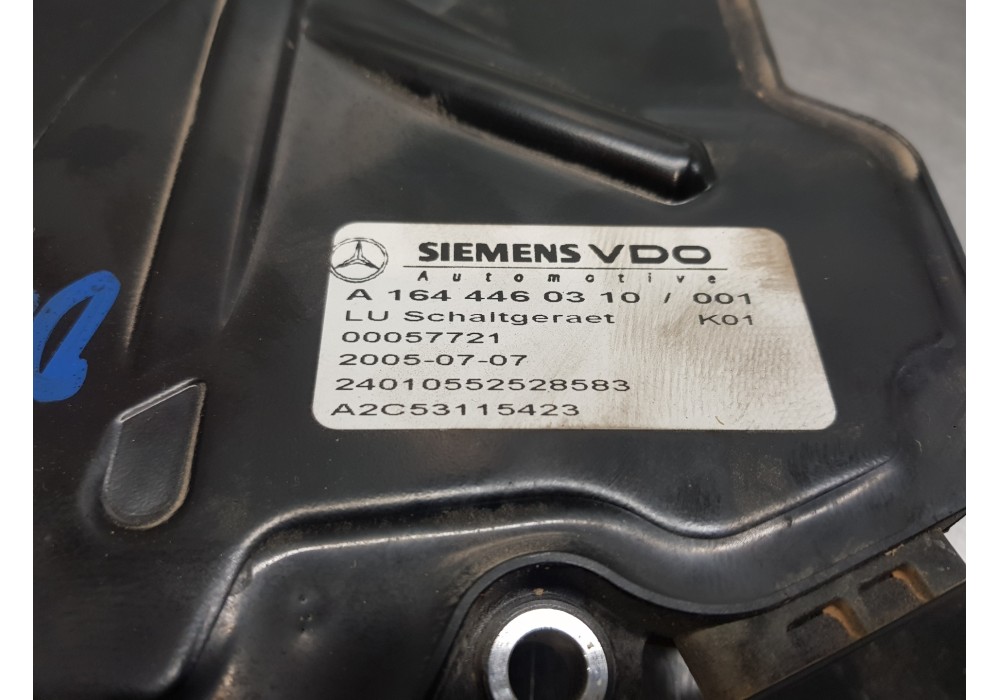 SIEMENS VDO
Automotive
A 164 446 03 10 / 001
LU Schaltgeraet K01
00057721
2005-07-07
24010552528583
A2C53115423